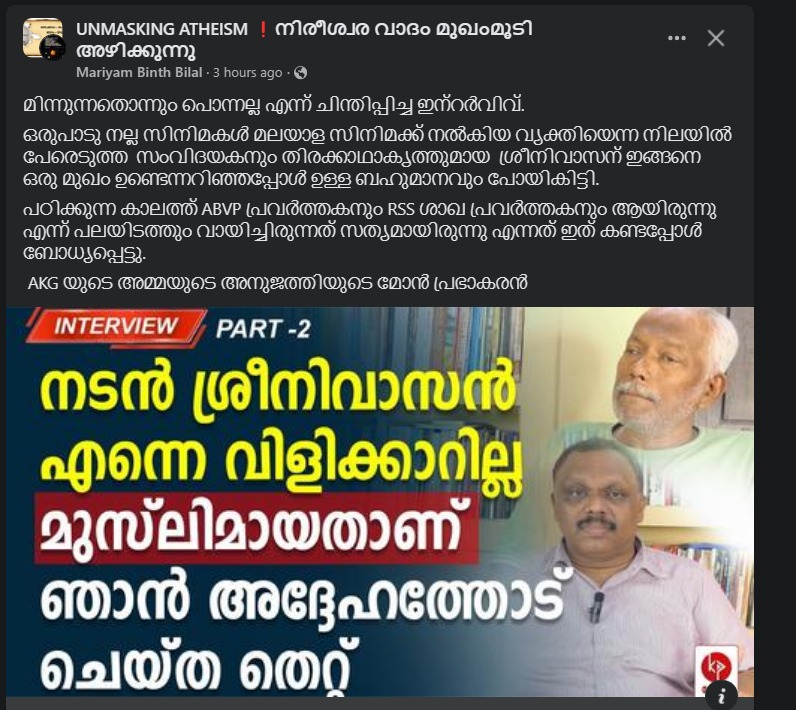 UNMASKING ATHEISM ❗നിരീശ്വര വാദം മുഖംമൂടി
അഴിക്കുന്നു
Mariyam Binth Bilal · 3 hours ago ·
മിന്നുന്നതൊന്നും പൊന്നല്ല എന്ന് ചിന്തിപ്പിച്ച ഇന്റർവിവ്.
ഒരുപാടു നല്ല സിനിമകൾ മലയാള സിനിമക്ക് നൽകിയ വ്യക്തിയെന്ന നിലയിൽ
പേരെടുത്ത സംവിദയകനും തിരക്കാഥാകൃത്തുമായ ശ്രീനിവാസന് ഇങ്ങനെ
ഒരു മുഖം ഉണ്ടെന്നറിഞ്ഞപ്പോൾ ഉള്ള ബഹുമാനവും പോയികിട്ടി.
പഠിക്കുന്ന കാലത്ത് ABVP പ്രവർത്തകനും RSS ശാഖ പ്രവർത്തകനും ആയിരുന്നു
എന്ന് പലയിടത്തും വായിച്ചിരുന്നത് സത്യമായിരുന്നു എന്നത് ഇത് കണ്ടപ്പോൾ
ബോധ്യപ്പെട്ടു.
AKG യുടെ അമ്മയുടെ അനുജത്തിയുടെ മോൻ പ്രഭാകരൻ
INTERVIEW PART -2
നടൻ ശ്രീനിവാസൻ
എന്നെ വിളിക്കാറില്ല
മുസ്‌ലിമായതാണ്
ഞാൻ അദ്ദേഹത്തോട്
ചെയ്ത തെറ്റ്
kp